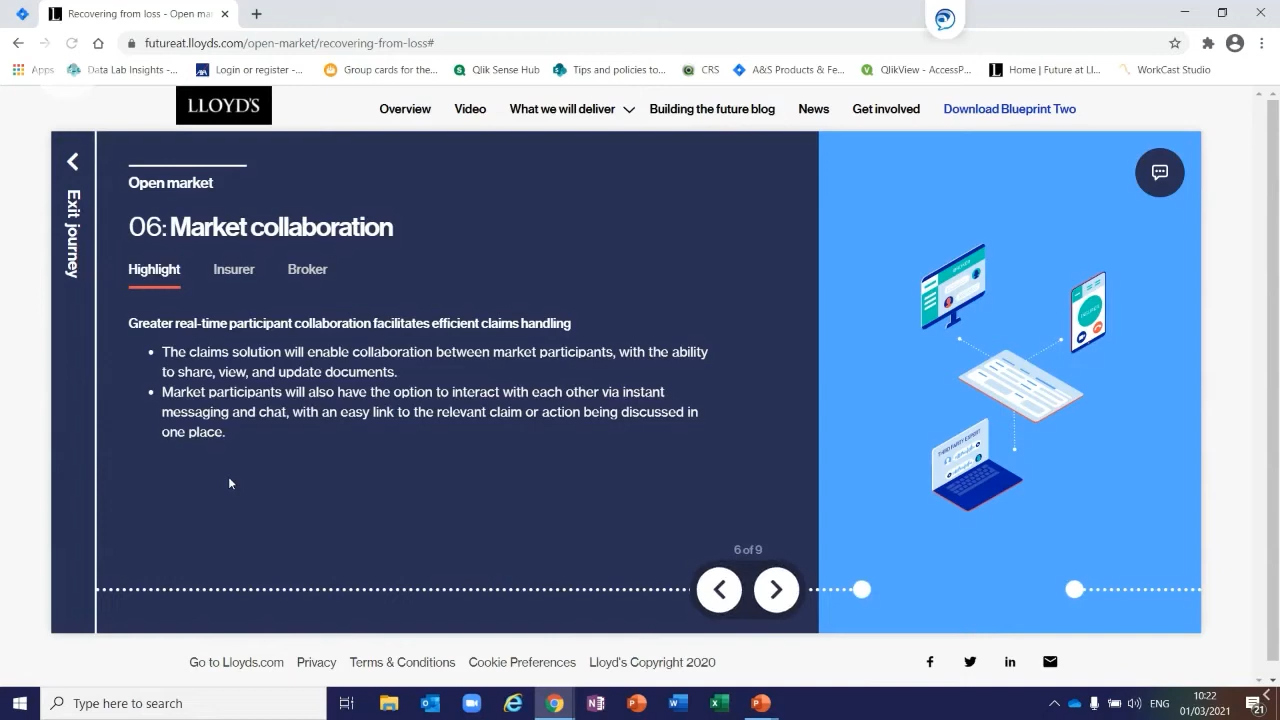 Recovering from loss - Open mar
futureat.lloyds.com/open-market/recovering-from-loss#
Apps
Data Lab Insights -...
Login or register -...
Group cards for the...
Qlik Sense Hub
Tips and policies to...
CRS
A&S Products & Fe...
QlikView - AccessP...
Home | Future at Ll...
WorkCast Studio
LLOYD'S
Overview
Video
What we will deliver
Building the future blog
News
Get involved
Download Blueprint Two
Exit journey
Open market
06: Market collaboration
Highlight
Insurer
Broker
Greater real-time participant collaboration facilitates efficient claims handling
• The claims solution will enable collaboration between market participants, with the ability
to share, view, and update documents.
• Market participants will also have the option to interact with each other via instant
messaging and chat, with an easy link to the relevant claim or action being discussed in
one place.
THIRD PARTY EXPERT
6 of 9
Go to Lloyds.com
Privacy
Terms & Conditions
Cookie Preferences
Lloyd's Copyright 2020
Type here to search
ENG
10:22
01/03/2021
21